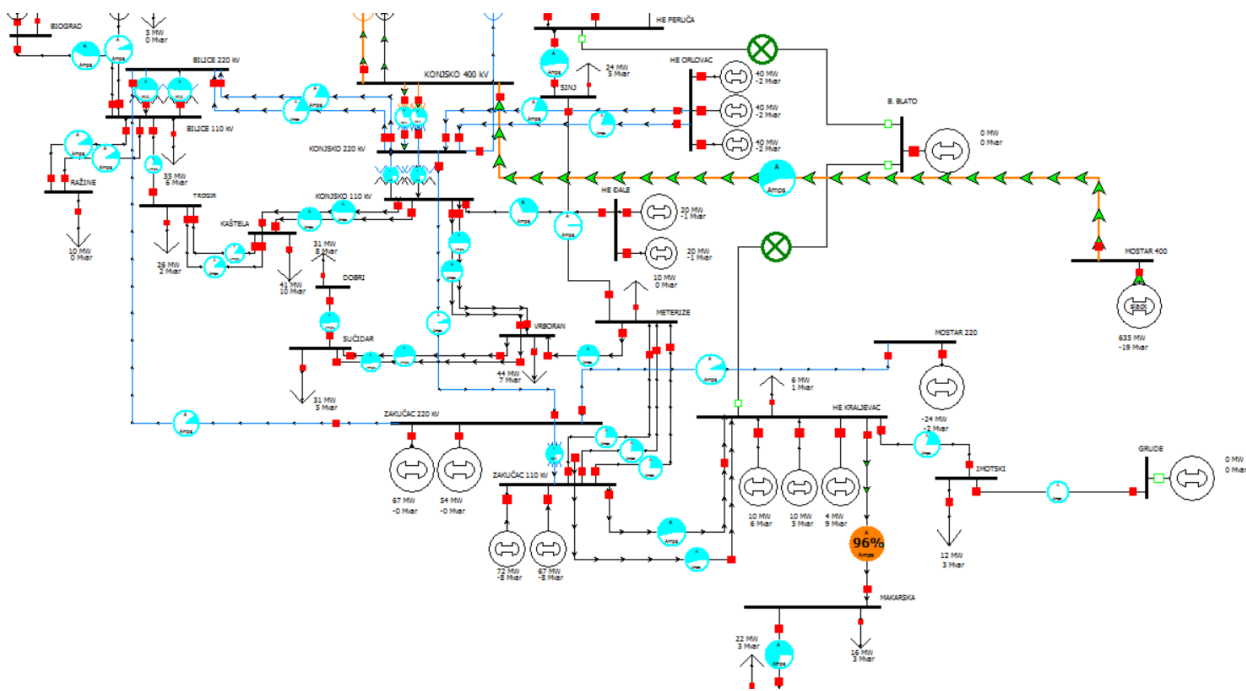 BIOGRAD
5 MW
0 Mvar
HE PERUČA
BILICE 220 kV
KONJSKO 400 kV
24 MW
5 Mvar
SINJ
HE ORLOVAC
40 MW
-2 Mvar
40 MW
-2 Mvar
40 MW
-2 Mvar
B. BLATO
0 MW
0 Mvar
BILICE 110 kV
KONJSKO 220 kV
35 MW
6 Mvar
RAŽINE
TROGIR
KONJSKO 110 kV
HE ĐALE
20 MW
-1 Mvar
20 MW
-1 Mvar
KAŠTELA
10 MW
0 Mvar
26 MW
2 Mvar
31 MW
8 Mvar
41 MW
10 Mvar
DOBRI
10 MW
0 Mvar
MOSTAR 400
METERIZE
VRBORAN
SUČIDAR
MOSTAR 220
635 MW
-19 Mvar
44 MW
7 Mvar
31 MW
5 Mvar
6 MW
1 Mvar
-24 MW
-2 Mvar
ZAKUČAC 220 kV
HE KRALJEVAC
67 MW
-0 Mvar
54 MW
-0 Mvar
ZAKUČAC 110 kV
IMOTSKI
GRUDE
0 MW
0 Mvar
10 MW
6 Mvar
10 MW
5 Mvar
4 MW
9 Mvar
72 MW
-8 Mvar
67 MW
-8 Mvar
A
96%
Amps
12 MW
3 Mvar
MAKARSKA
22 MW
3 Mvar
16 MW
3 Mvar
A
Amps